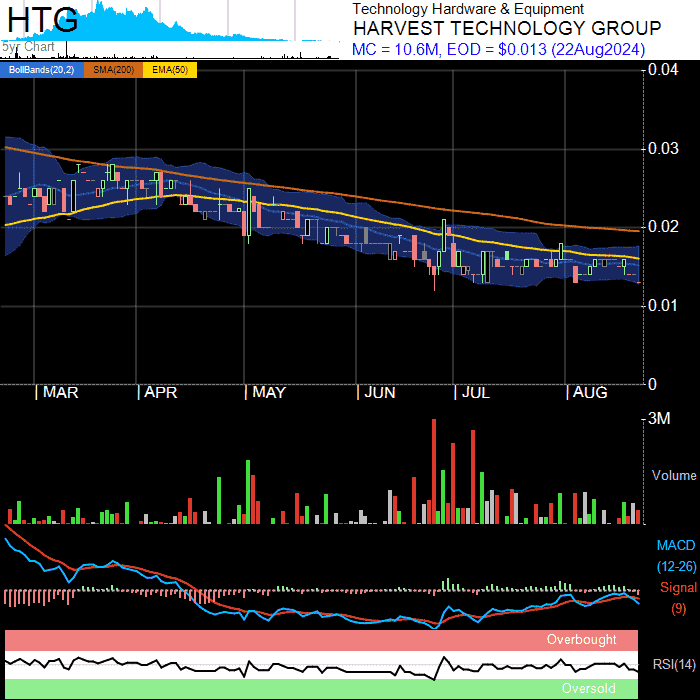 HTG
5yr Chart
Technology Hardware & Equipment
HARVEST TECHNOLOGY GROUP
MC = 10.6M, EOD = $0.013 (22Aug2024)
BollBands(20,2) SMA(200) EMA(50)
0.04
0.03
0.02
0.01
0
MAR APR MAY JUN JUL AUG
3M
Volume
MACD
(12-26)
Signal
(9)
Overbought
RSI(14)
Oversold